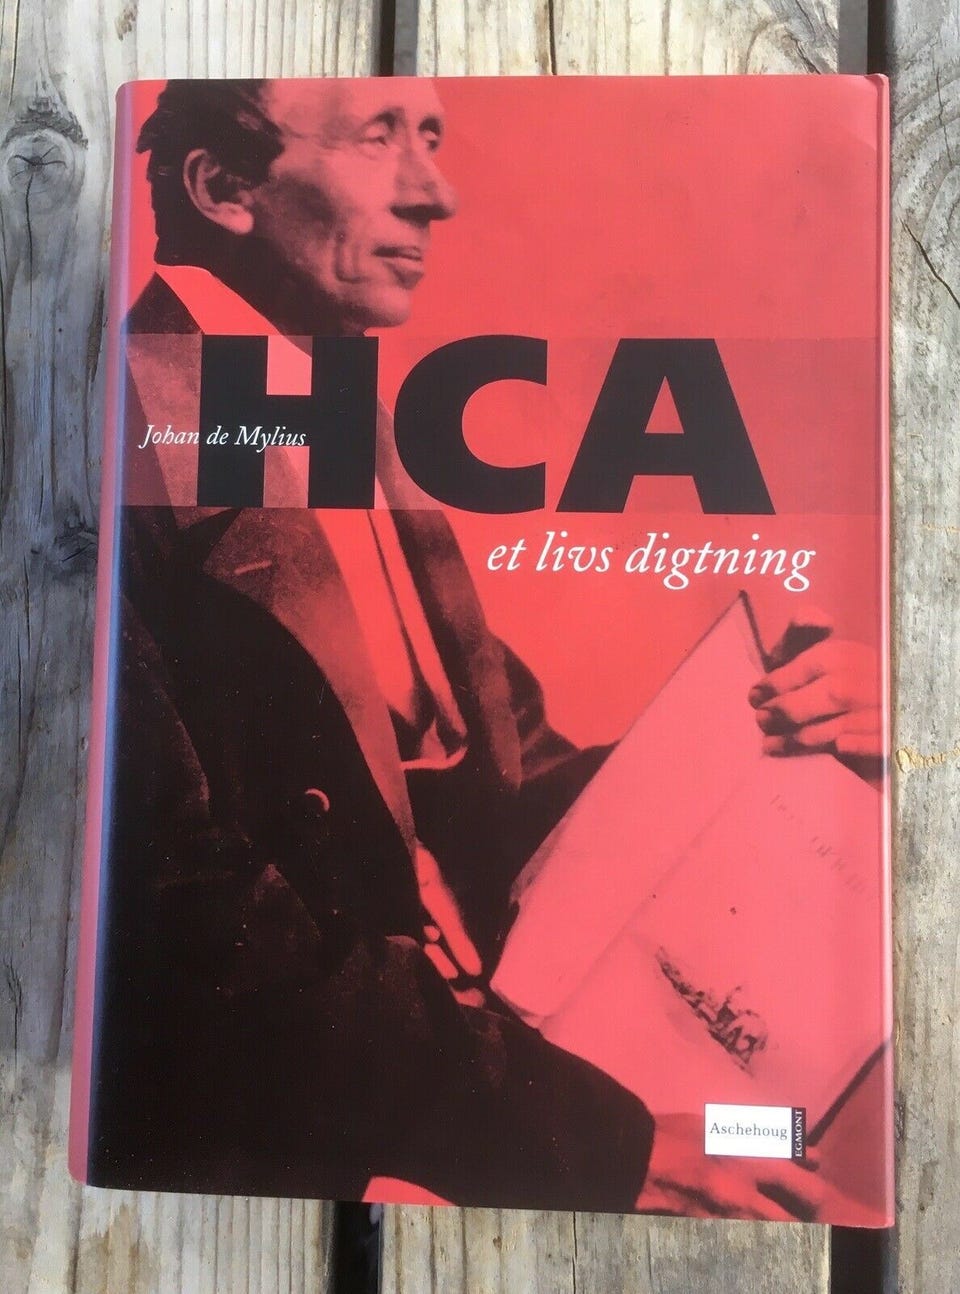 HCA
Johan de Mylius
et livs digtning
Aschehoug
EGMONT